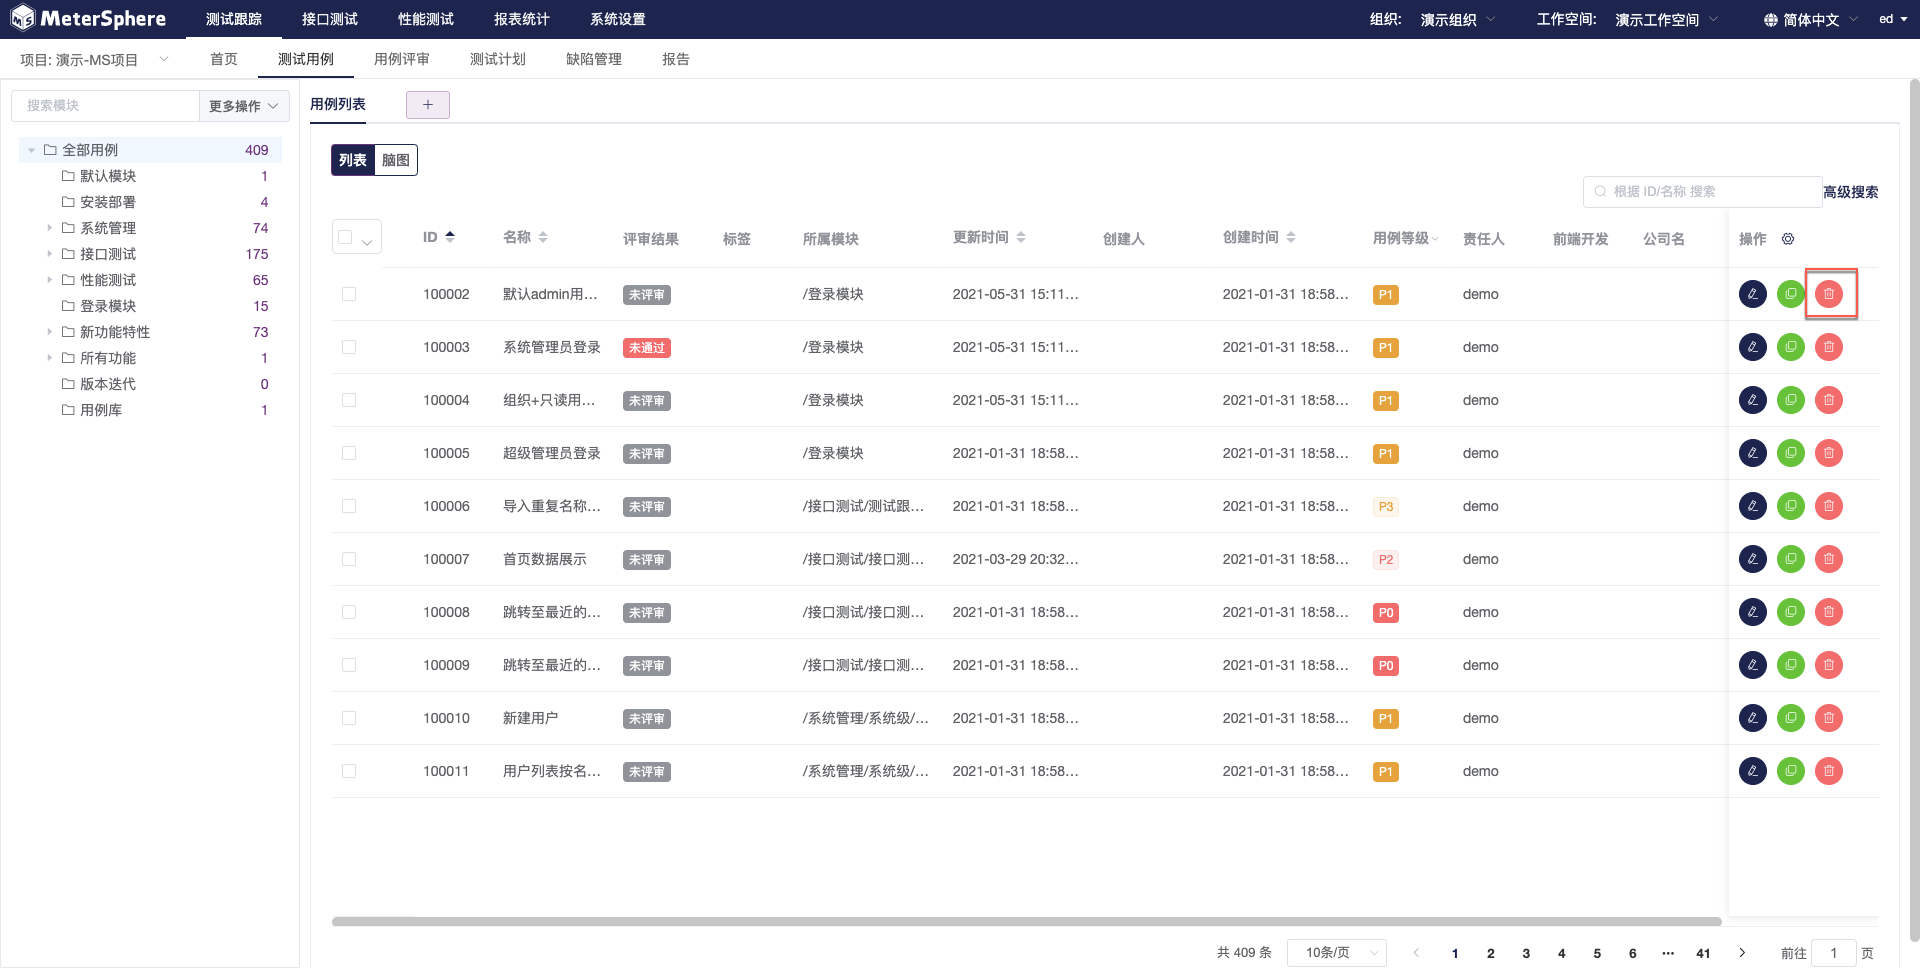 MeterSphere 测试跟踪 接口测试 性能测试 报表统计 系统设置 组织: 演示组织 工作空间: 演示工作空间 简体中文 ed
项目: 演示-MS项目 首页 测试用例 用例评审 测试计划 缺陷管理 报告
搜索模块 更多操作
全部用例 409
默认模块 1
安装部署 4
系统管理 74
接口测试 175
性能测试 65
登录模块 15
新功能特性 73
所有功能 1
版本迭代 0
用例库 1
用例列表 +
列表 脑图
根据 ID/名称 搜索 高级搜索
ID 名称 评审结果 标签 所属模块 更新时间 创建人 创建时间 用例等级 责任人 前端开发 公司名 操作
100002 默认admin用... 未评审 /登录模块 2021-05-31 15:11... 2021-01-31 18:58... P1 demo
100003 系统管理员登录 未通过 /登录模块 2021-05-31 15:11... 2021-01-31 18:58... P1 demo
100004 组织+只读用... 未评审 /登录模块 2021-05-31 15:11... 2021-01-31 18:58... P1 demo
100005 超级管理员登录 未评审 /登录模块 2021-01-31 18:58... 2021-01-31 18:58... P1 demo
100006 导入重复名称... 未评审 /接口测试/测试跟... 2021-01-31 18:58... 2021-01-31 18:58... P3 demo
100007 首页数据展示 未评审 /接口测试/接口测... 2021-03-29 20:32... 2021-01-31 18:58... P2 demo
100008 跳转至最近的... 未评审 /接口测试/接口测... 2021-01-31 18:58... 2021-01-31 18:58... P0 demo
100009 跳转至最近的... 未评审 /接口测试/接口测... 2021-01-31 18:58... 2021-01-31 18:58... P0 demo
100010 新建用户 未评审 /系统管理/系统级/... 2021-01-31 18:58... 2021-01-31 18:58... P1 demo
100011 用户列表按名... 未评审 /系统管理/系统级/... 2021-01-31 18:58... 2021-01-31 18:58... P1 demo
共 409 条 10条/页 1 2 3 4 5 6 ... 41 前往 1 页